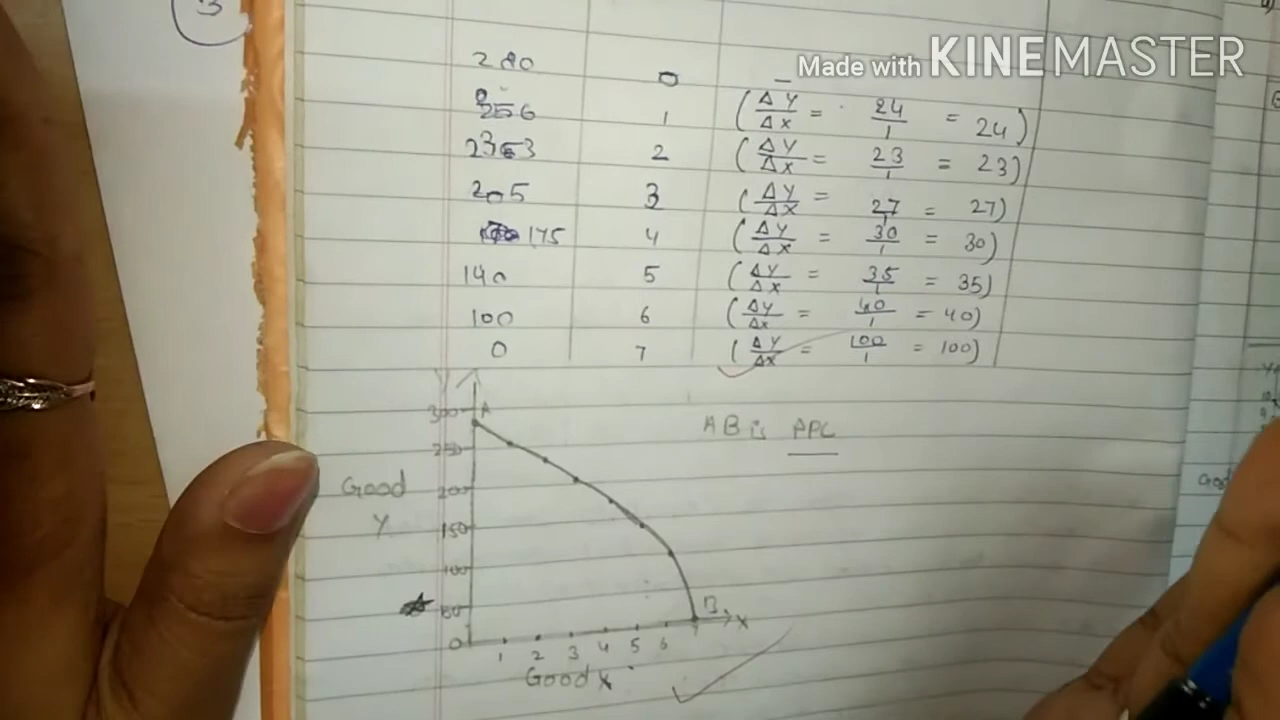 3
Made with KINEMASTER
280 0 —
256 1 (ΔY/ΔX = 24/1 = 24)
2 (ΔY/ΔX = 23/1 = 23)
205 3 (ΔY/ΔX = 27/1 = 27)
175 4 (ΔY/ΔX = 30/1 = 30)
140 5 (ΔY/ΔX = 35/1 = 35)
100 6 (ΔY/ΔX = 40/1 = 40)
0 7 (ΔY/ΔX = 100/1 = 100)
Y
300 A
AB is PPC
250
Good
Y
200
150
100
50
B
X
0 1 2 3 4 5 6 7
Good X